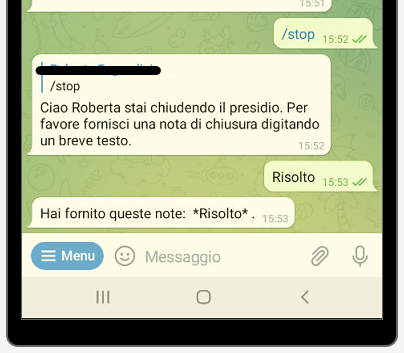 15:51
/stop 15:52
/stop
Ciao Roberta stai chiudendo il presidio. Per
favore fornisci una nota di chiusura digitando
un breve testo.
15:52
Risolto 15:53
Hai fornito queste note: *Risolto* . 15:53
Menu Messaggio